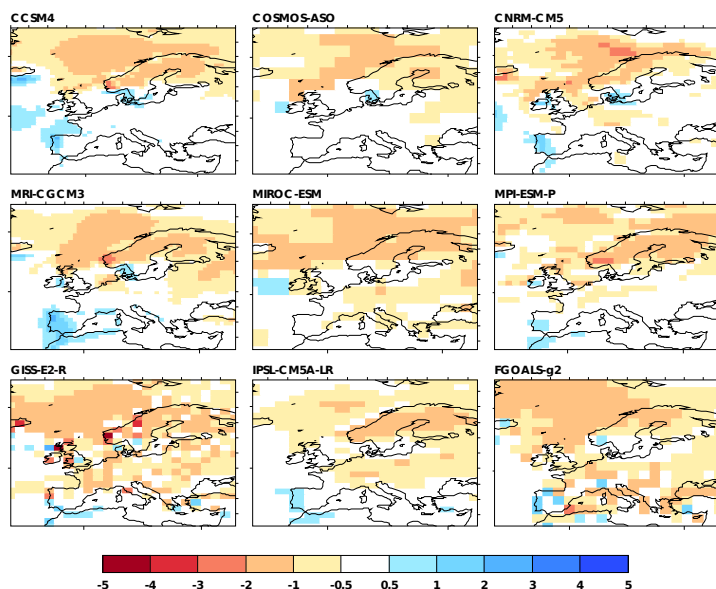 CCSM4 COSMOS-ASO CNRM-CM5
MRI-CGCM3 MIROC-ESM MPI-ESM-P
GISS-E2-R IPSL-CM5A-LR FGOALS-g2
-5 -4 -3 -2 -1 -0.5 0.5 1 2 3 4 5